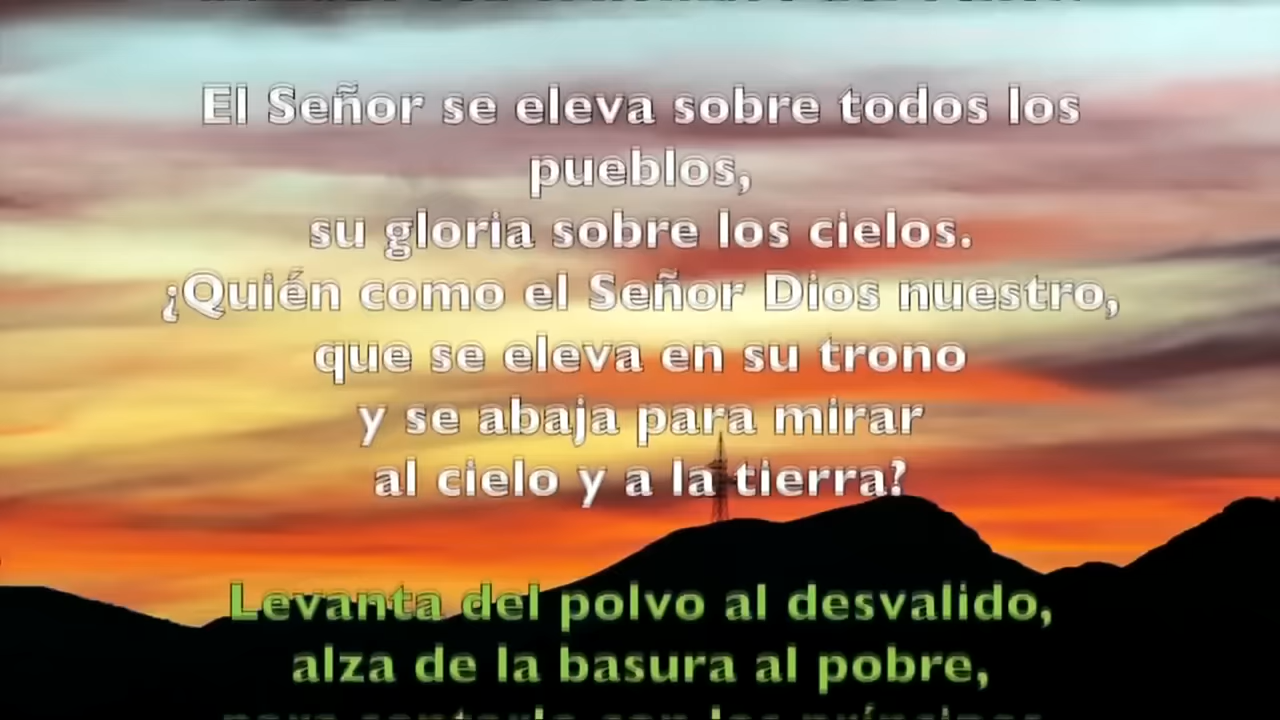 El Señor se eleva sobre todos los
pueblos,
su gloria sobre los cielos.
¿Quién como el Señor Dios nuestro,
que se eleva en su trono
y se abaja para mirar
al cielo y a la tierra?
Levanta del polvo al desvalido,
alza de la basura al pobre,